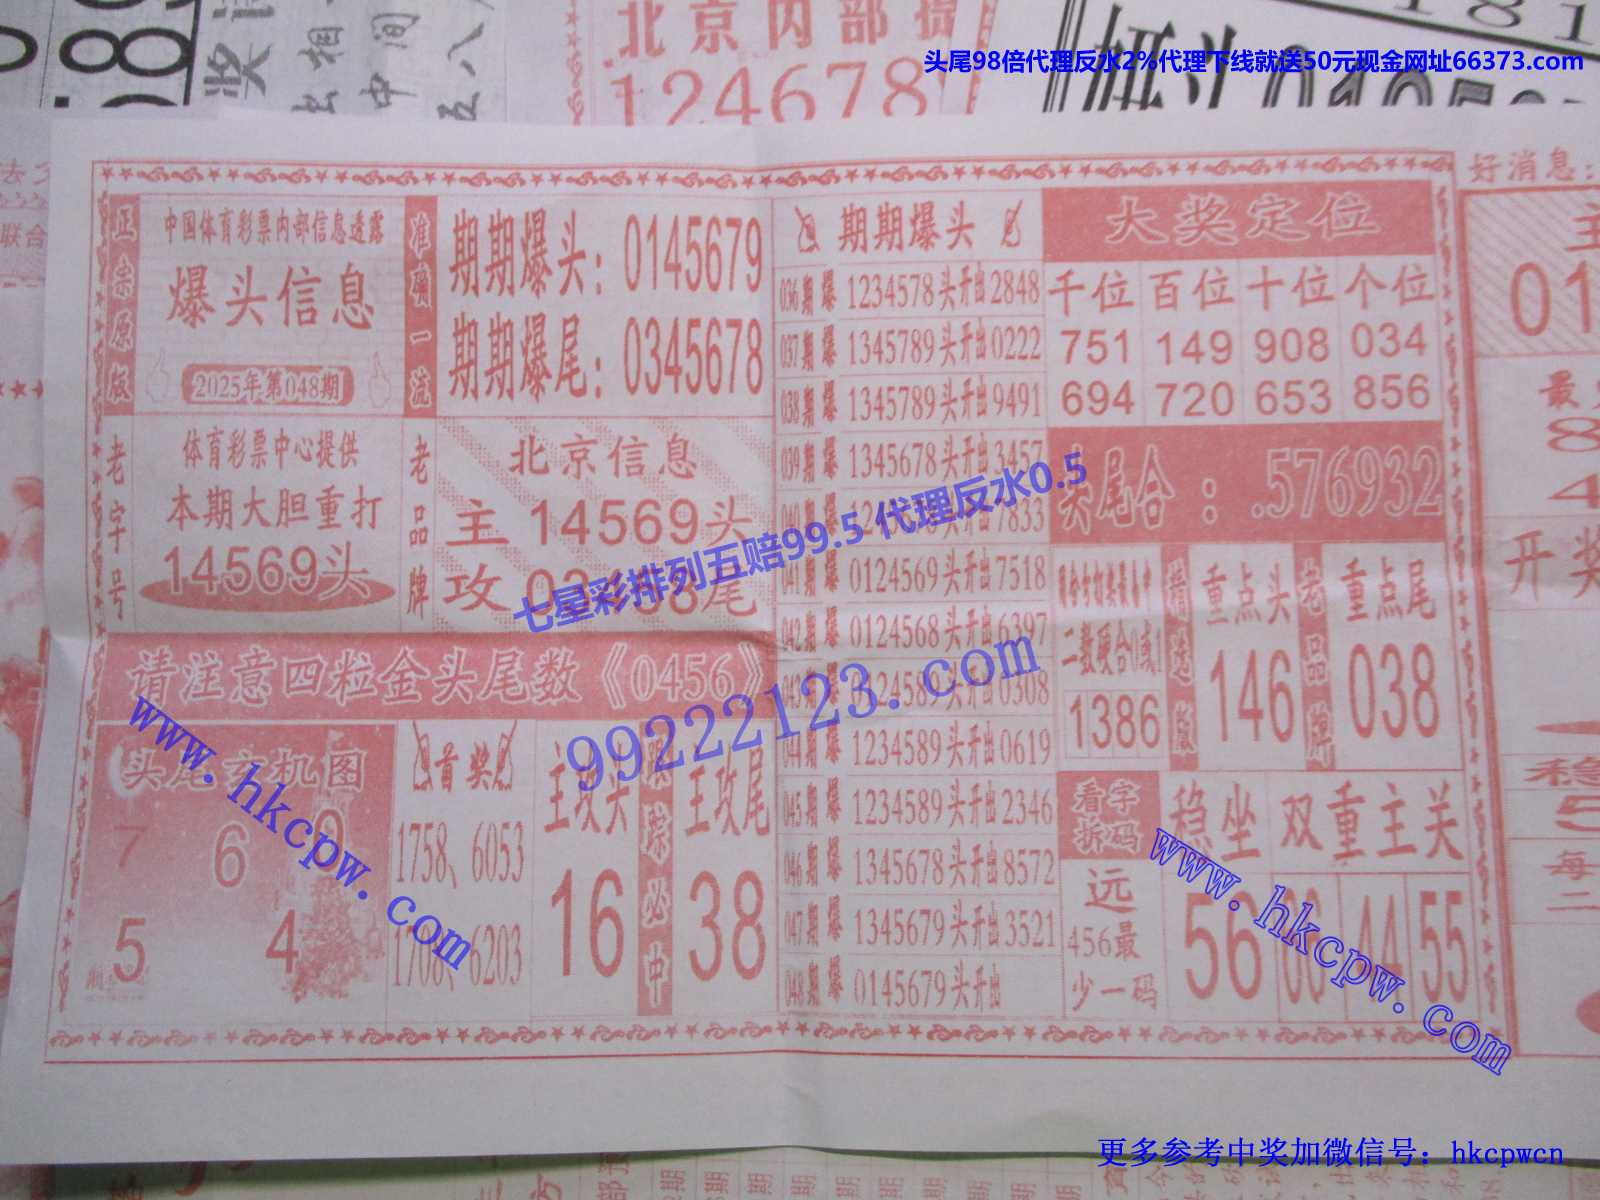 北京内部
124678
头尾98倍代理反水2%代理下线就送50元现金网址66373.com
好消息:
正宗原版
中国体育彩票内部信息透露
爆头信息
2025年第048期
准确一流
期期爆头: 0145679
期期爆尾: 0345678
老字号
体育彩票中心提供
本期大胆重打
14569头
老品牌
北京信息
主 14569头
攻
请注意四粒金头尾数《0456》
机图
7
6
5
4
首奖
1758、6053
6203
主攻头
16
跟踪必中
主攻尾
38
期期爆头
036期爆 1234578头开出2848
037期爆 1345789头开出0222
038期爆 1345789头开出9491
039期爆 1345678头开出3457
7833
041期爆 0124569头开出7518
042期爆 0124568头开出6397
0308
044期爆 1234589头开出0619
045期爆 1234589头开出2346
046期爆 1345678头开出8572
047期爆 1345679头开出3521
048期爆 0145679头开出
大奖定位
千位 百位 十位 个位
751 149 908 034
694 720 653 856
头尾合:.576932
1386
精选版
重点头
146
老品牌
重点尾
038
看字拆码
远
456最
少一码
稳坐
56
双重主关
66 44 55
七星彩排列五赔99.5 代理反水0.5
99222123.com
www.hkcpw.com
www.hkcpw.com
更多参考中奖加微信号: hkcpwcn